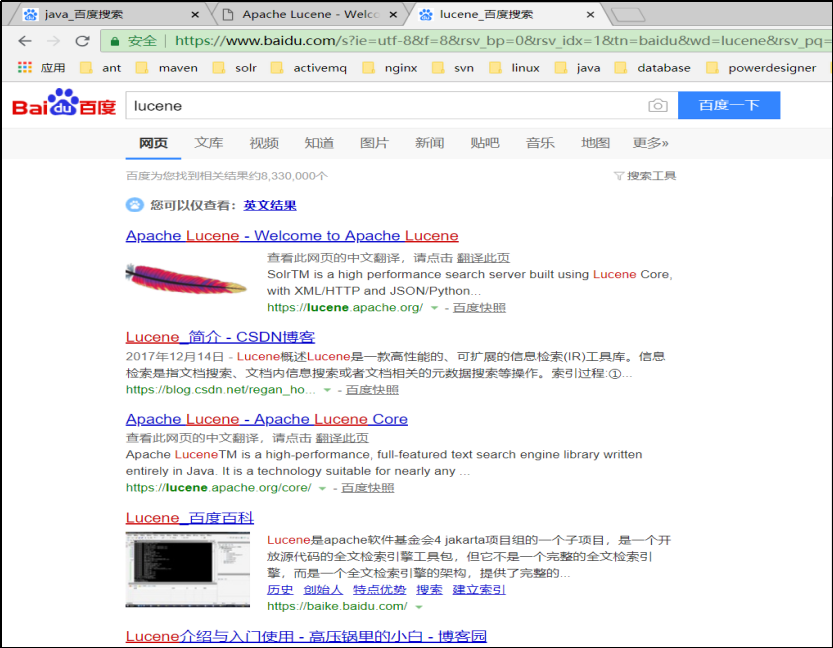 java_百度搜索 Apache Lucene - Welc lucene_百度搜索
安全 https://www.baidu.com/s?ie=utf-8&f=8&rsv_bp=0&rsv_idx=1&tn=baidu&wd=lucene&rsv_pq=
应用 ant maven solr activemq nginx svn linux java database powerdesigner
Bai du 百度 lucene 百度一下
网页 文库 视频 知道 图片 新闻 贴吧 音乐 地图 更多»
百度为您找到相关结果约8,330,000个 搜索工具
您可以仅查看：英文结果
Apache Lucene - Welcome to Apache Lucene
查看此网页的中文翻译，请点击 翻译此页
SolrTM is a high performance search server built using Lucene Core,
with XML/HTTP and JSON/Python...
https://lucene.apache.org/ - 百度快照
Lucene_简介 - CSDN博客
2017年12月14日 - Lucene概述Lucene是一款高性能的、可扩展的信息检索(IR)工具库。信息
检索是指文档搜索、文档内信息搜索或者文档相关的元数据搜索等操作。索引过程:①...
https://blog.csdn.net/regan_ho... - 百度快照
Apache Lucene - Apache Lucene Core
查看此网页的中文翻译，请点击 翻译此页
Apache LuceneTM is a high-performance, full-featured text search engine library written
entirely in Java. It is a technology suitable for nearly any ...
https://lucene.apache.org/core/ - 百度快照
Lucene_百度百科
Lucene是apache软件基金会4 jakarta项目组的一个子项目，是一个开
放源代码的全文检索引擎工具包，但它不是一个完整的全文检索引
擎，而是一个全文检索引擎的架构，提供了完整的...
历史 创始人 特点优势 搜索 建立索引
https://baike.baidu.com/
Lucene介绍与入门使用 - 高压锅里的小白 - 博客园